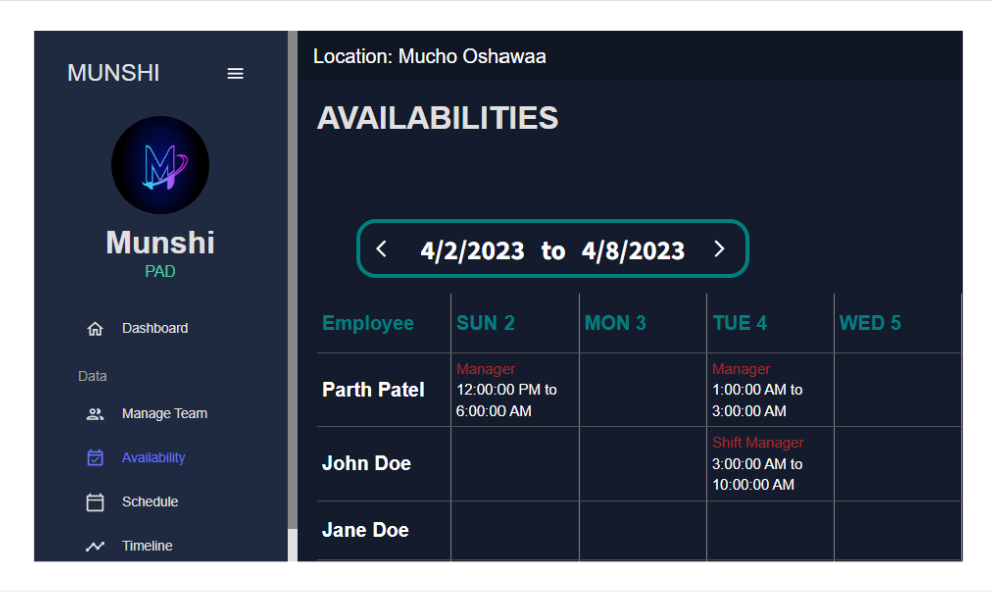 MUNSHI
Munshi
PAD
Dashboard
Data
Manage Team
Availability
Schedule
Timeline
Location: Mucho Oshawaa
AVAILABILITIES
4/2/2023 to 4/8/2023
Employee SUN 2 MON 3 TUE 4 WED 5
Parth Patel
Manager
12:00:00 PM to
6:00:00 AM
Manager
1:00:00 AM to
3:00:00 AM
John Doe
Shift Manager
3:00:00 AM to
10:00:00 AM
Jane Doe